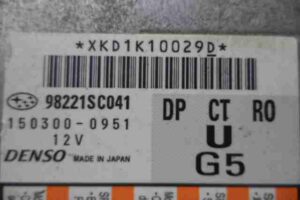 *XKD1K10029D*
98221SC041 DP CT RO
150300-0951 U
12V G5
DENSO MADE IN JAPAN